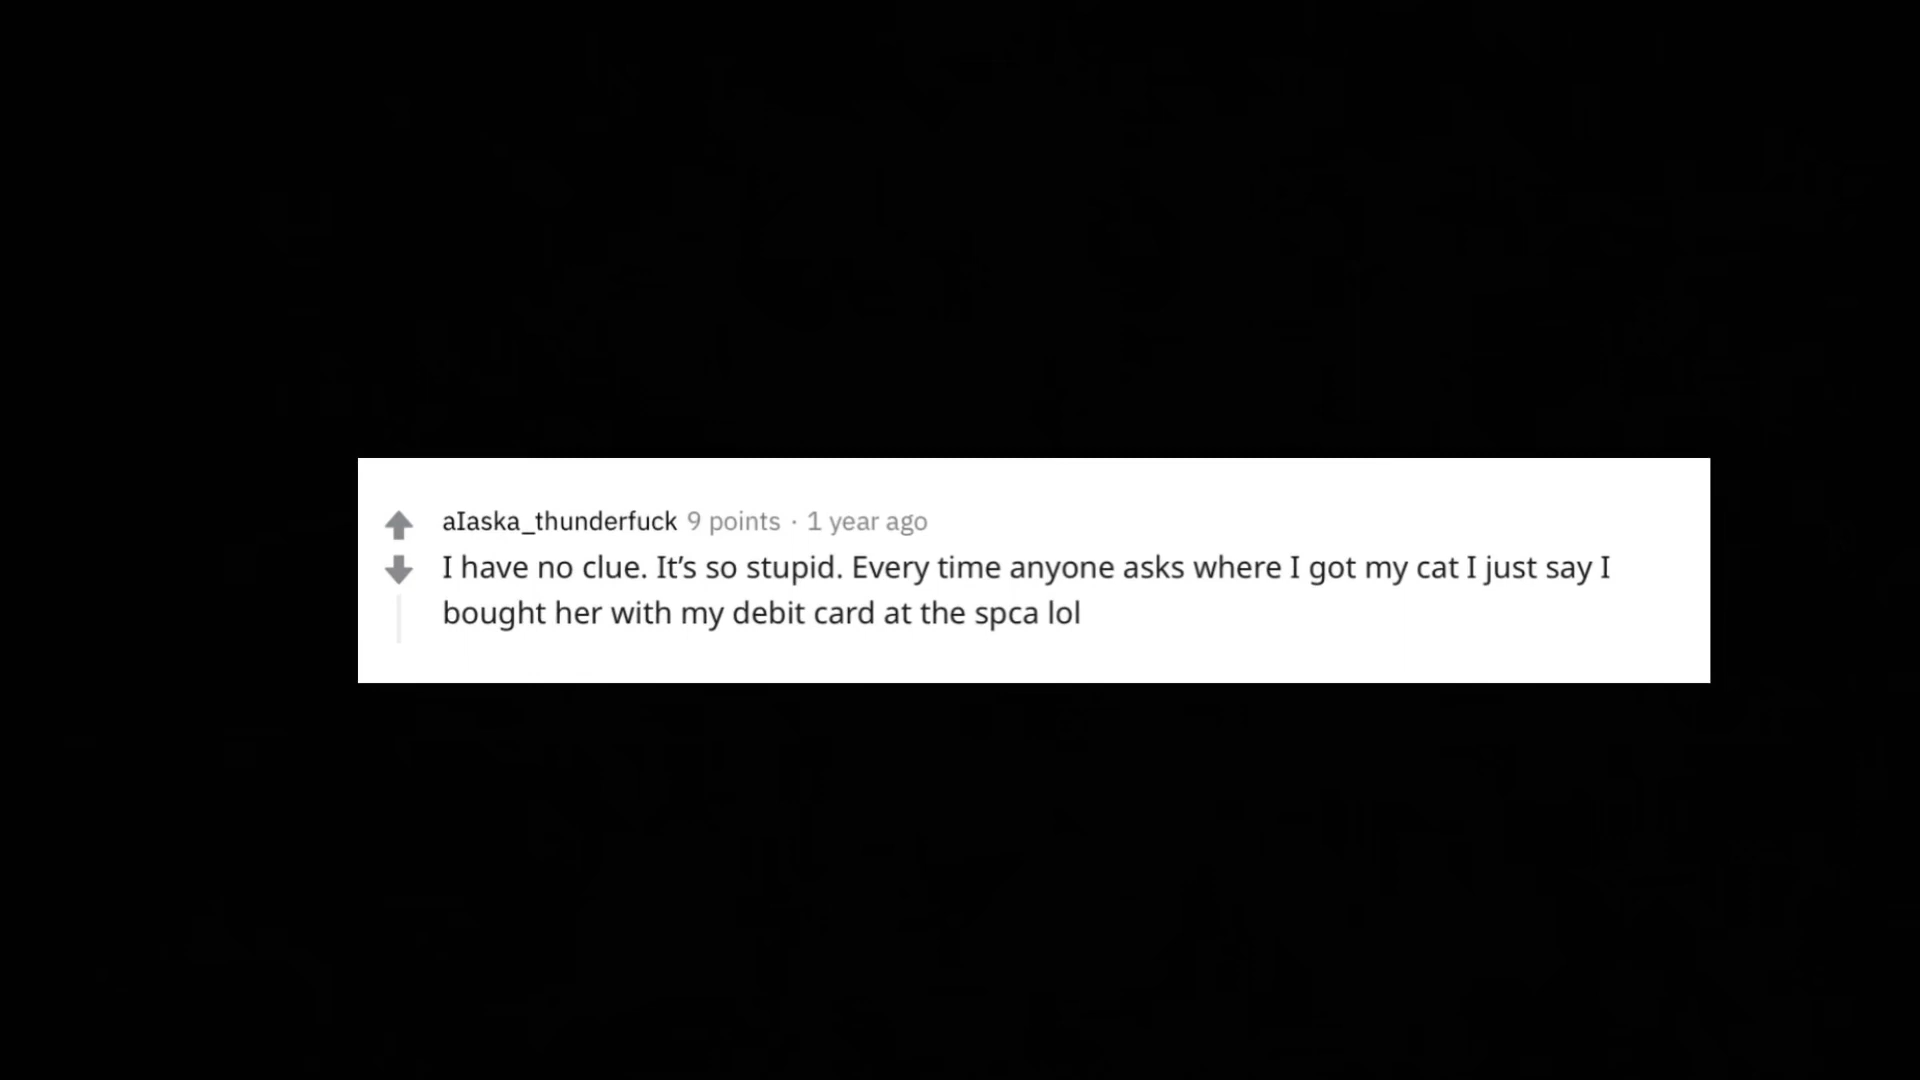 aIaska_thunderfuck 9 points · 1 year ago
I have no clue. It’s so stupid. Every time anyone asks where I got my cat I just say I
bought her with my debit card at the spca lol